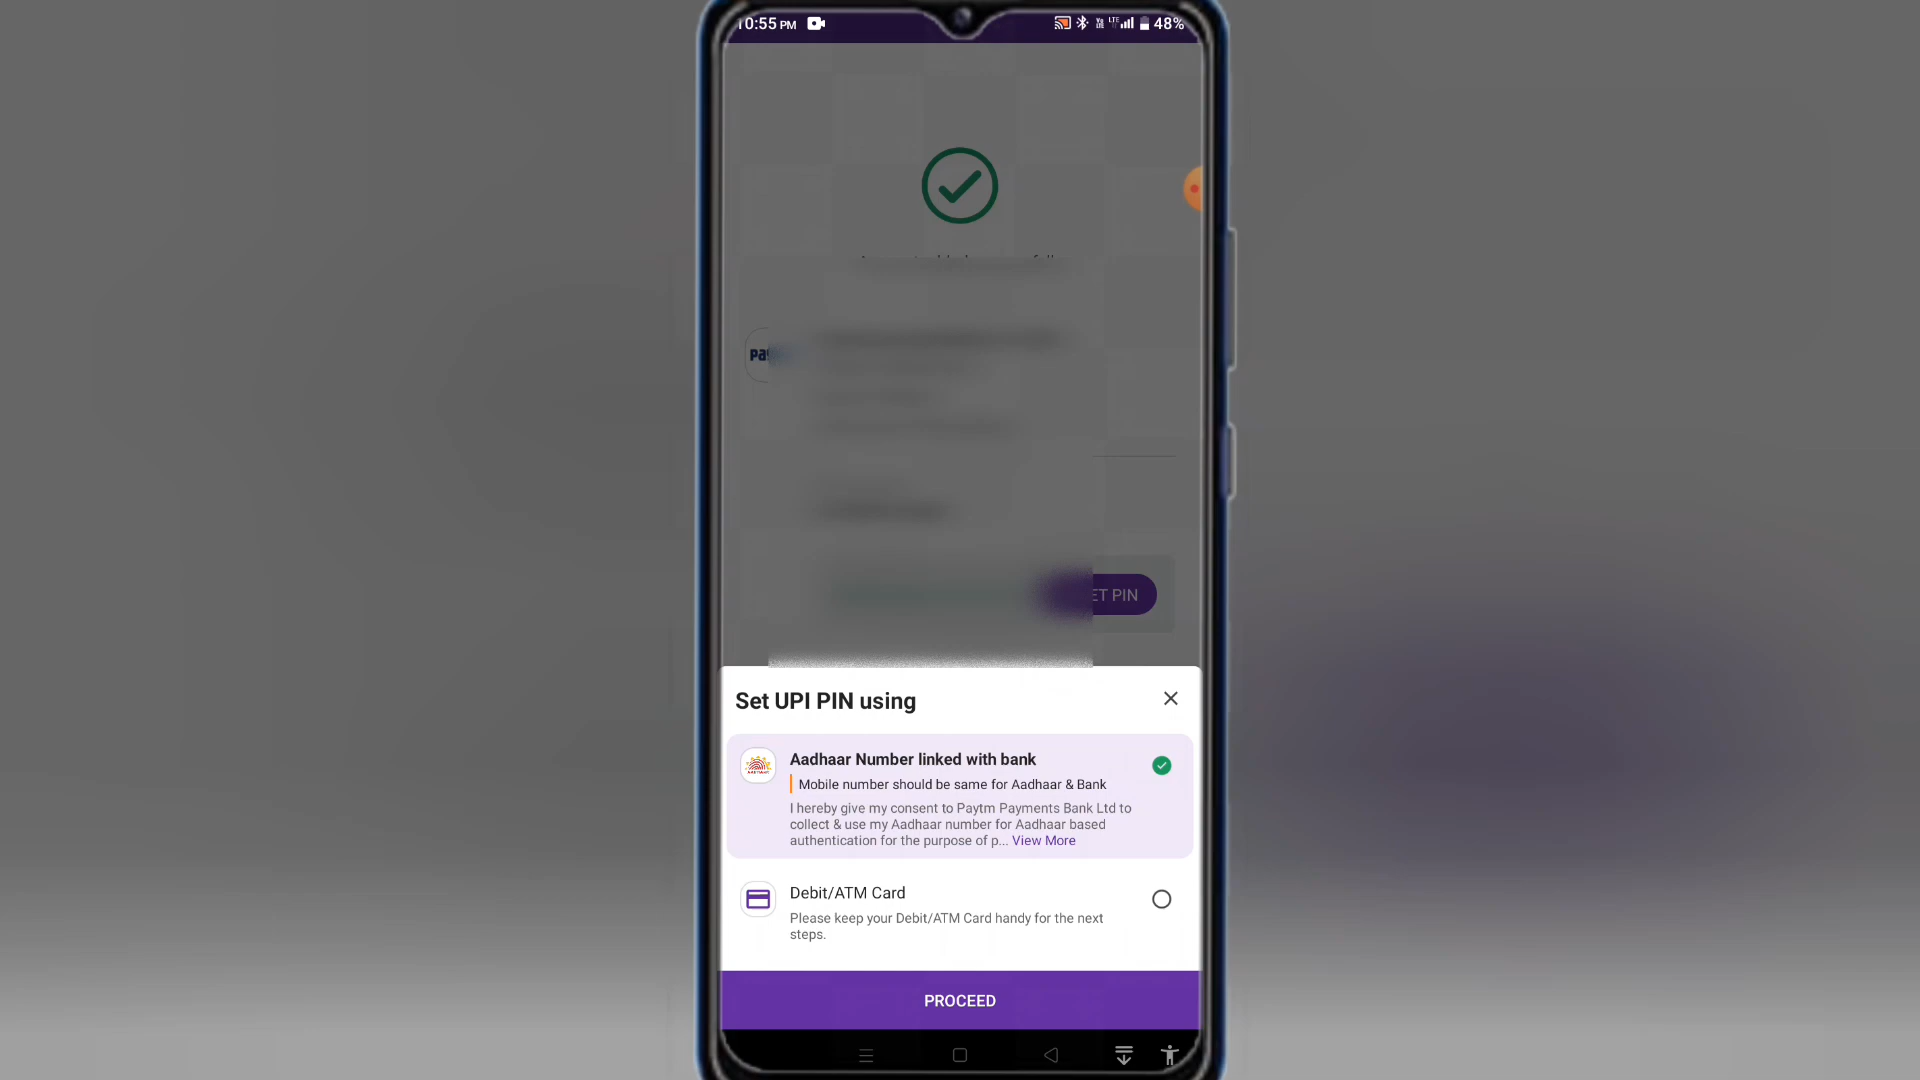 10:55 PM
LTE
48%
ET PIN
Set UPI PIN using
Aadhaar Number linked with bank
Mobile number should be same for Aadhaar & Bank
I hereby give my consent to Paytm Payments Bank Ltd to
collect & use my Aadhaar number for Aadhaar based
authentication for the purpose of p... View More
Debit/ATM Card
Please keep your Debit/ATM Card handy for the next
steps.
PROCEED